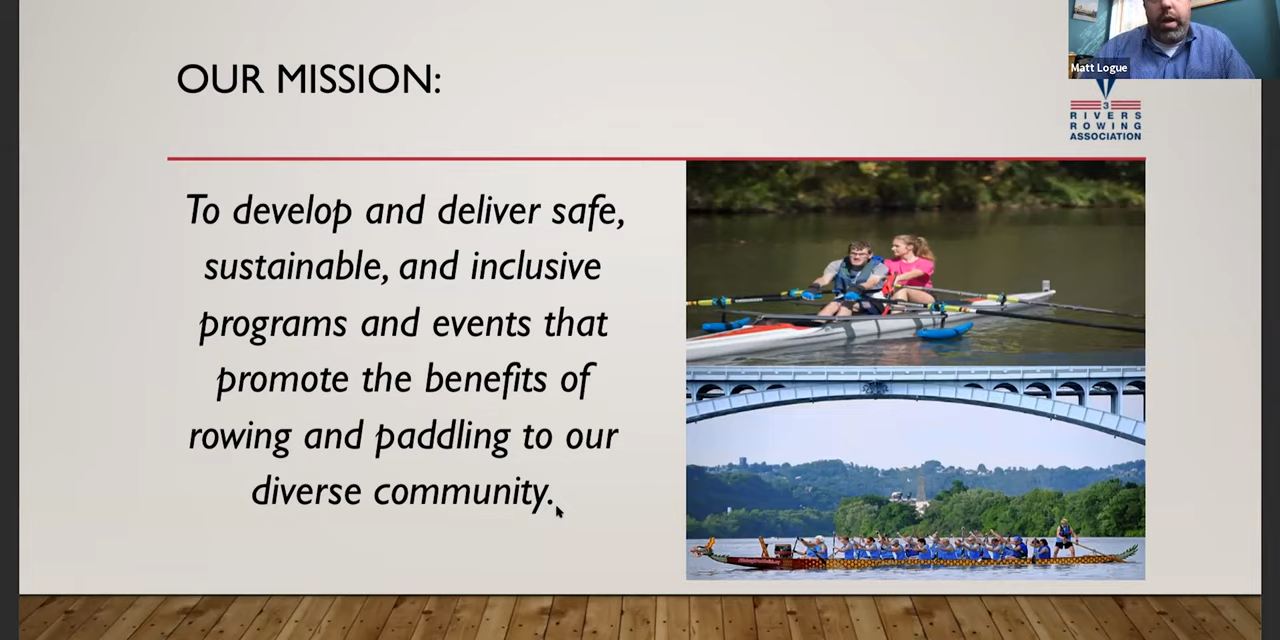 OUR MISSION:
Matt Logue
3
RIVERS
ROWING
ASSOCIATION
To develop and deliver safe,
sustainable, and inclusive
programs and events that
promote the benefits of
rowing and paddling to our
diverse community.